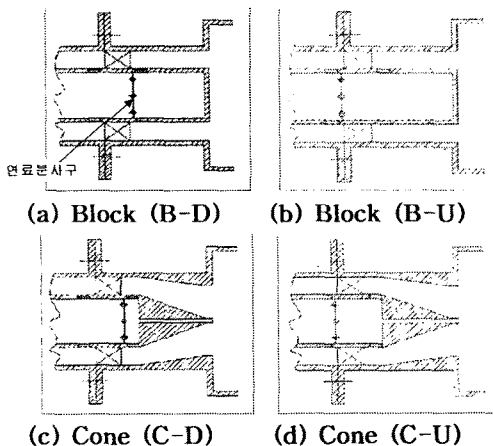 연료분사구
(a) Block (B-D)
(b) Block (B-U)
(c) Cone (C-D)
(d) Cone (C-U)